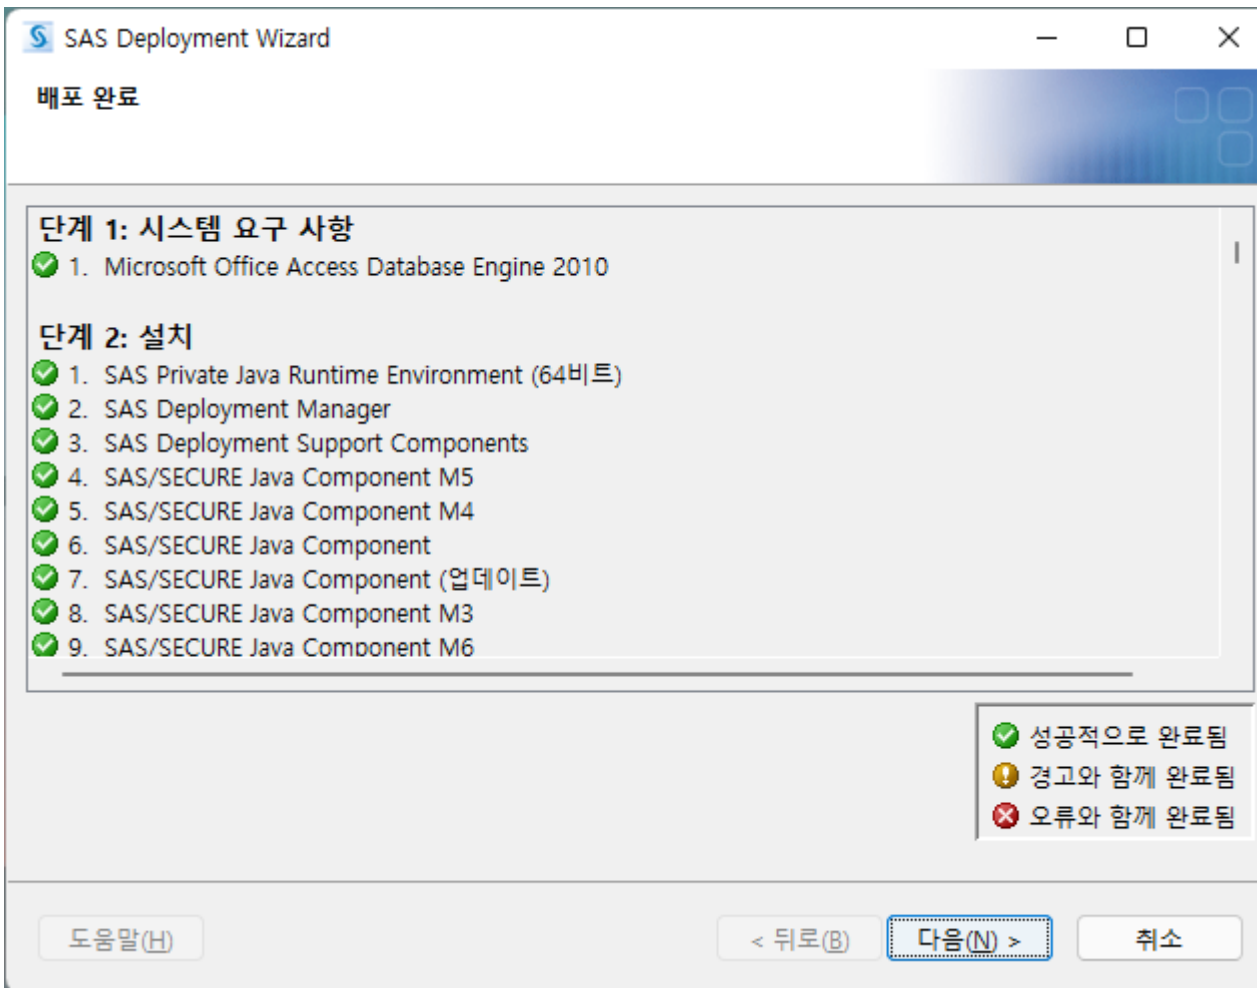 SAS Deployment Wizard
배포 완료
단계 1: 시스템 요구 사항
1. Microsoft Office Access Database Engine 2010
단계 2: 설치
1. SAS Private Java Runtime Environment (64비트)
2. SAS Deployment Manager
3. SAS Deployment Support Components
4. SAS/SECURE Java Component M5
5. SAS/SECURE Java Component M4
6. SAS/SECURE Java Component
7. SAS/SECURE Java Component (업데이트)
8. SAS/SECURE Java Component M3
9. SAS/SECURE Java Component M6
성공적으로 완료됨
경고와 함께 완료됨
오류와 함께 완료됨
도움말(H) < 뒤로(B) 다음(N) > 취소